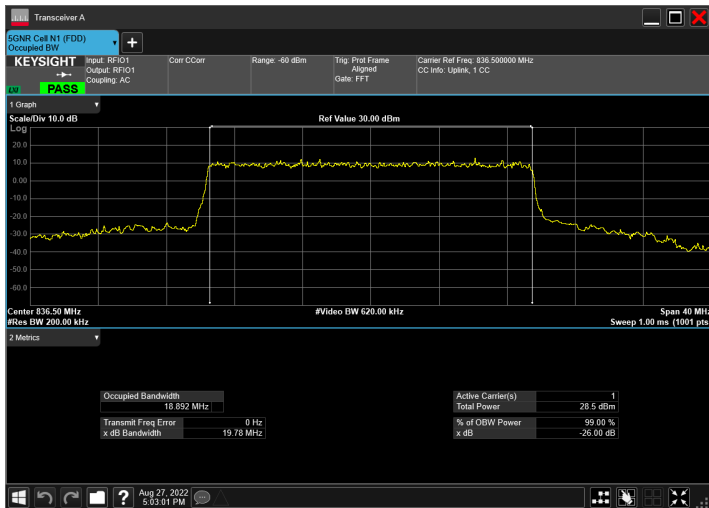 Transceiver A
5GNR Cell N1 (FDD)
Occupied BW
KEYSIGHT
LXI
PASS
Input: RFIO1
Output: RFIO1
Coupling: AC
Corr CCorr
Range: -60 dBm
Trig: Prot Frame
Aligned
Gate: FFT
Carrier Ref Freq: 836.500000 MHz
CC Info: Uplink, 1 CC
1 Graph
Scale/Div 10.0 dB
Ref Value 30.00 dBm
Log
20.0
10.0
0.00
-10.0
-20.0
-30.0
-40.0
-50.0
-60.0
Center 836.50 MHz
#Video BW 620.00 kHz
Span 40 MHz
#Res BW 200.00 kHz
Sweep 1.00 ms (1001 pts
2 Metrics
Occupied Bandwidth
18.892 MHz
Transmit Freq Error 0 Hz
x dB Bandwidth 19.78 MHz
Active Carrier(s) 1
Total Power 28.5 dBm
% of OBW Power 99.00 %
x dB -26.00 dB
?
Aug 27, 2022
5:03:01 PM